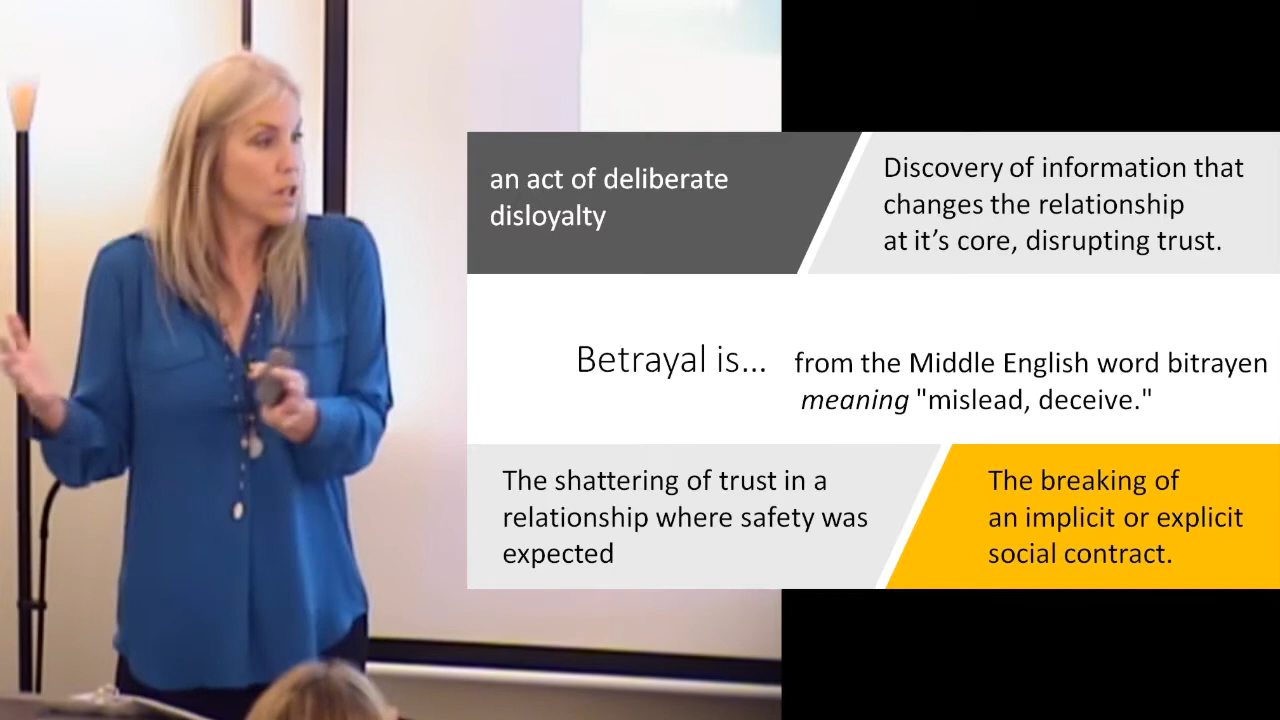 an act of deliberate
disloyalty
Discovery of information that
changes the relationship
at it’s core, disrupting trust.
Betrayal is...
from the Middle English word bitrayen
meaning "mislead, deceive."
The shattering of trust in a
relationship where safety was
expected
The breaking of
an implicit or explicit
social contract.